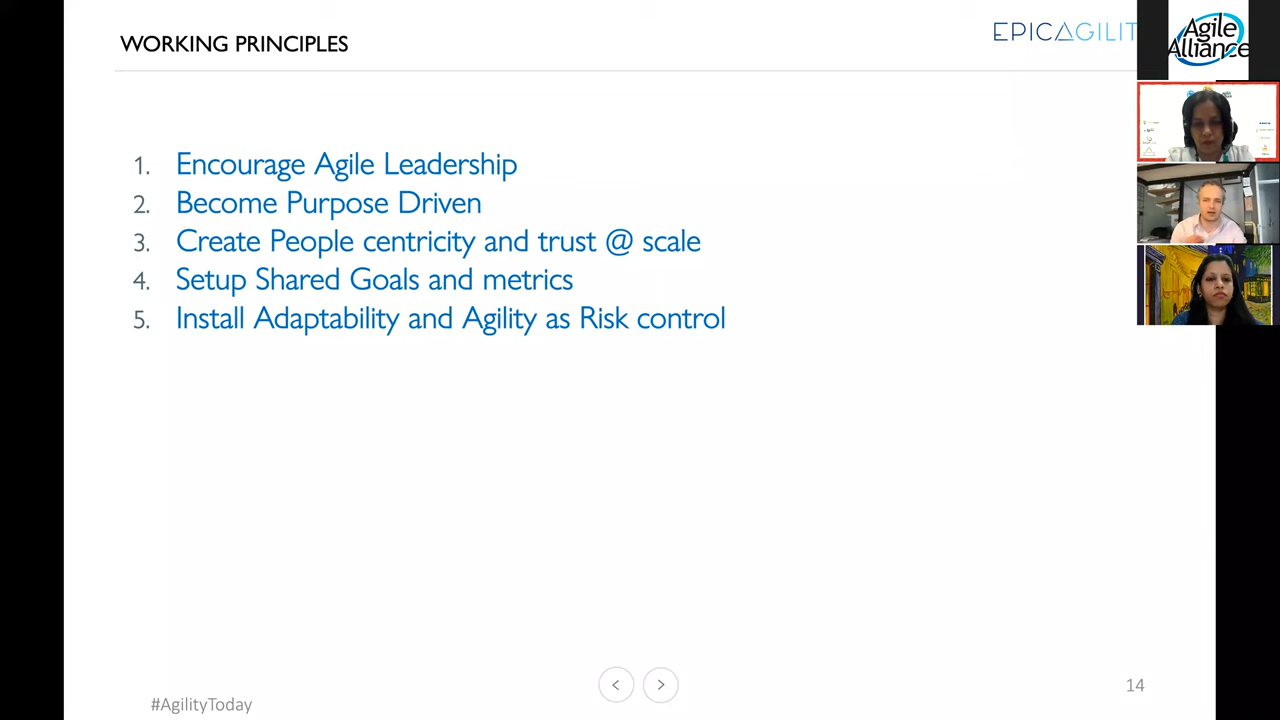 WORKING PRINCIPLES
EPICAGILIT
Agile
Alliance
1. Encourage Agile Leadership
2. Become Purpose Driven
3. Create People centricity and trust @ scale
4. Setup Shared Goals and metrics
5. Install Adaptability and Agility as Risk control
#AgilityToday
14